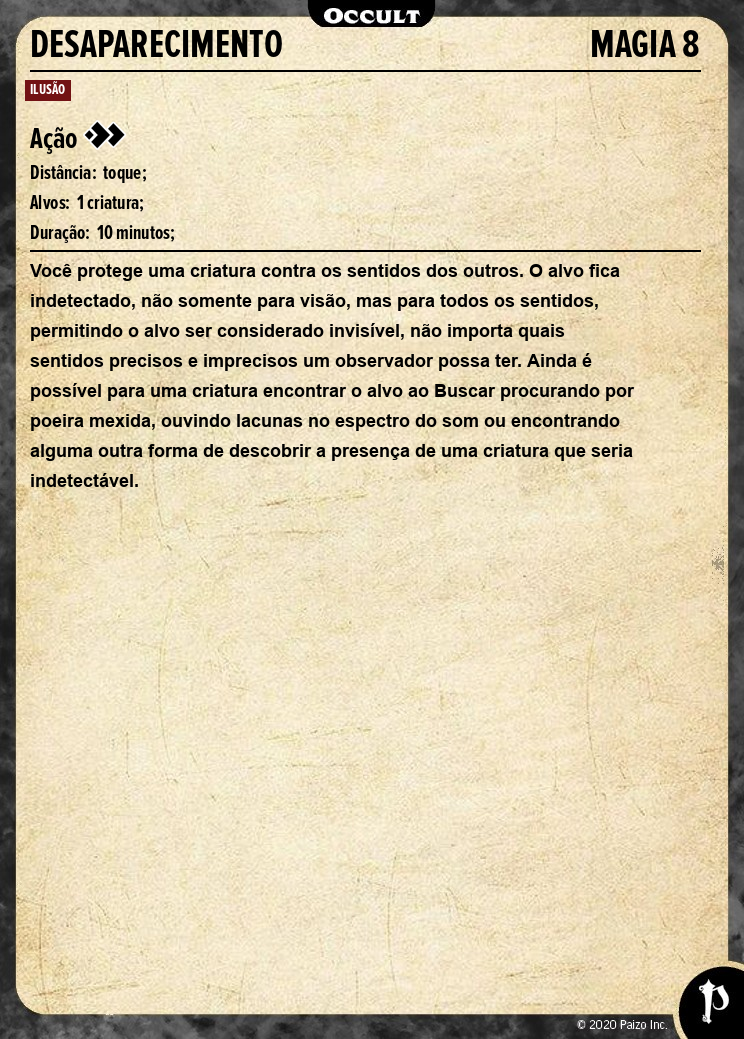 OCCULT
DESAPARECIMENTO MAGIA 8
ILUSÃO
Ação
Distância: toque;
Alvos: 1 criatura;
Duração: 10 minutos;
Você protege uma criatura contra os sentidos dos outros. O alvo fica
indetectado, não somente para visão, mas para todos os sentidos,
permitindo o alvo ser considerado invisível, não importa quais
sentidos precisos e imprecisos um observador possa ter. Ainda é
possível para uma criatura encontrar o alvo ao Buscar procurando por
poeira mexida, ouvindo lacunas no espectro do som ou encontrando
alguma outra forma de descobrir a presença de uma criatura que seria
indetectável.
© 2020 Paizo Inc.
p